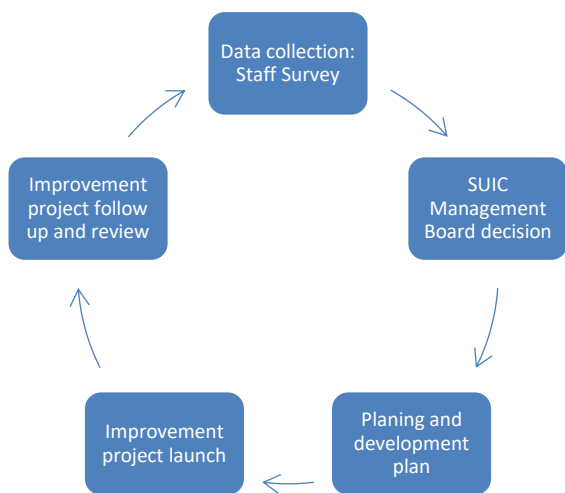 Data collection:
Staff Survey
SUIC
Management
Board decision
Planing and
development
plan
Improvement
project launch
Improvement
project follow
up and review